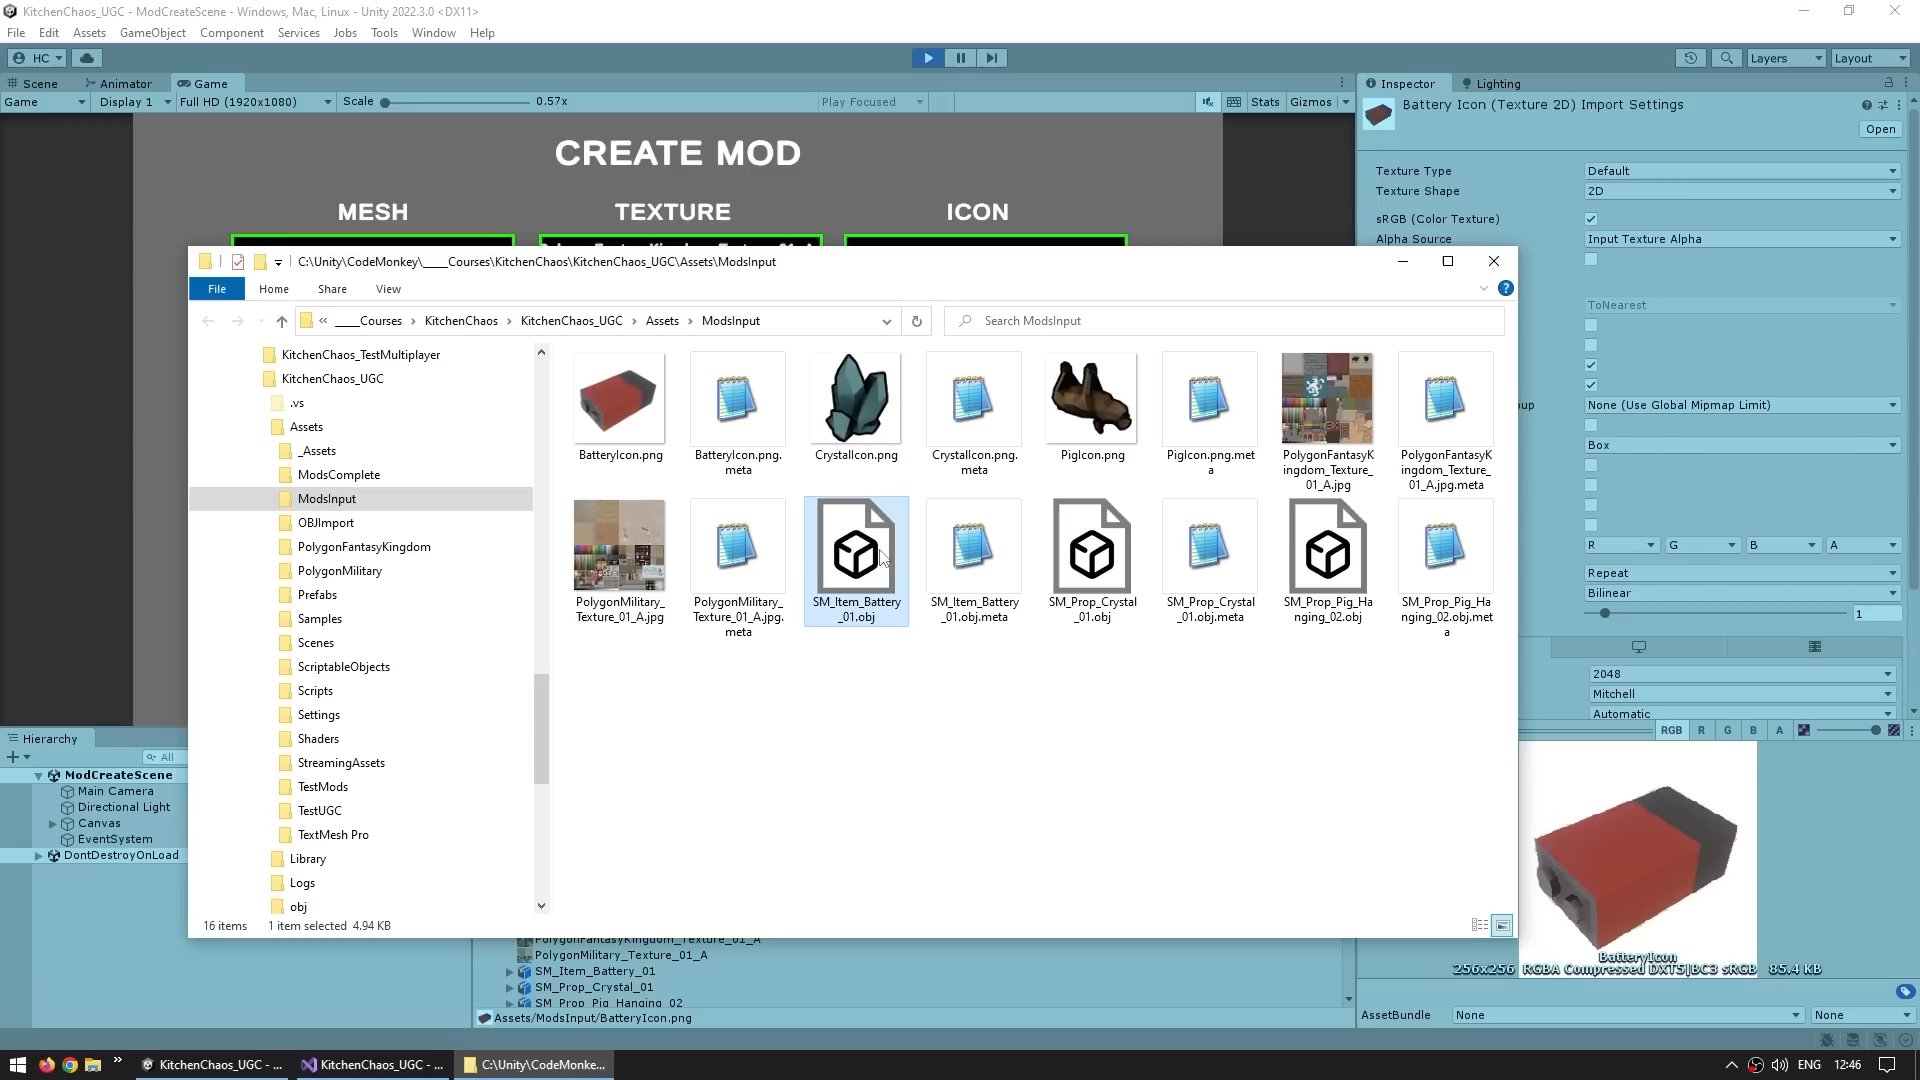 KitchenChaos_UGC - ModCreateScene - Windows, Mac, Linux - Unity 2022.3.0 <DX11>
File Edit Assets GameObject Component Services Jobs Tools Window Help
HC Layers Layout
Scene Animator Game
Game Display 1 Full HD (1920x1080) Scale 0.57x Play Focused Stats Gizmos
CREATE MOD
MESH TEXTURE ICON
Inspector Lighting
Battery Icon (Texture 2D) Import Settings
Open
Texture Type Default
Texture Shape 2D
sRGB (Color Texture)
Alpha Source Input Texture Alpha
ToNearest
None (Use Global Mipmap Limit)
Box
R G B A
Repeat
Bilinear
1
2048
Mitchell
Automatic
RGB R G B A
BatteryIcon
256x256 RGBA Compressed DXT5|BC3 sRGB 85.4 KB
AssetBundle None None
C:\Unity\CodeMonkey\____Courses\KitchenChaos\KitchenChaos_UGC\Assets\ModsInput
File Home Share View
« ____Courses > KitchenChaos > KitchenChaos_UGC > Assets > ModsInput
Search ModsInput
KitchenChaos_TestMultiplayer
KitchenChaos_UGC
.vs
Assets
_Assets
ModsComplete
ModsInput
OBJImport
PolygonFantasyKingdom
PolygonMilitary
Prefabs
Samples
Scenes
ScriptableObjects
Scripts
Settings
Shaders
StreamingAssets
TestMods
TestUGC
TextMesh Pro
Library
Logs
obj
BatteryIcon.png
BatteryIcon.png.
meta
CrystalIcon.png
CrystalIcon.png.
meta
PigIcon.png
PigIcon.png.met
a
PolygonFantasyK
ingdom_Texture_
01_A.jpg
PolygonFantasyK
ingdom_Texture_
01_A.jpg.meta
PolygonMilitary_
Texture_01_A.jpg
PolygonMilitary_
Texture_01_A.jpg.
meta
SM_Item_Battery
_01.obj
SM_Item_Battery
_01.obj.meta
SM_Prop_Crystal
_01.obj
SM_Prop_Crystal
_01.obj.meta
SM_Prop_Pig_Ha
nging_02.obj
SM_Prop_Pig_Ha
nging_02.obj.met
a
16 items 1 item selected 4.94 KB
Hierarchy
All
ModCreateScene
Main Camera
Directional Light
Canvas
EventSystem
DontDestroyOnLoad
PolygonFantasyKingdom_Texture_01_A
PolygonMilitary_Texture_01_A
SM_Item_Battery_01
SM_Prop_Crystal_01
SM_Prop_Pig_Hanging_02
Assets/ModsInput/BatteryIcon.png
KitchenChaos_UGC - ... KitchenChaos_UGC - ... C:\Unity\CodeMonke...
ENG 12:46